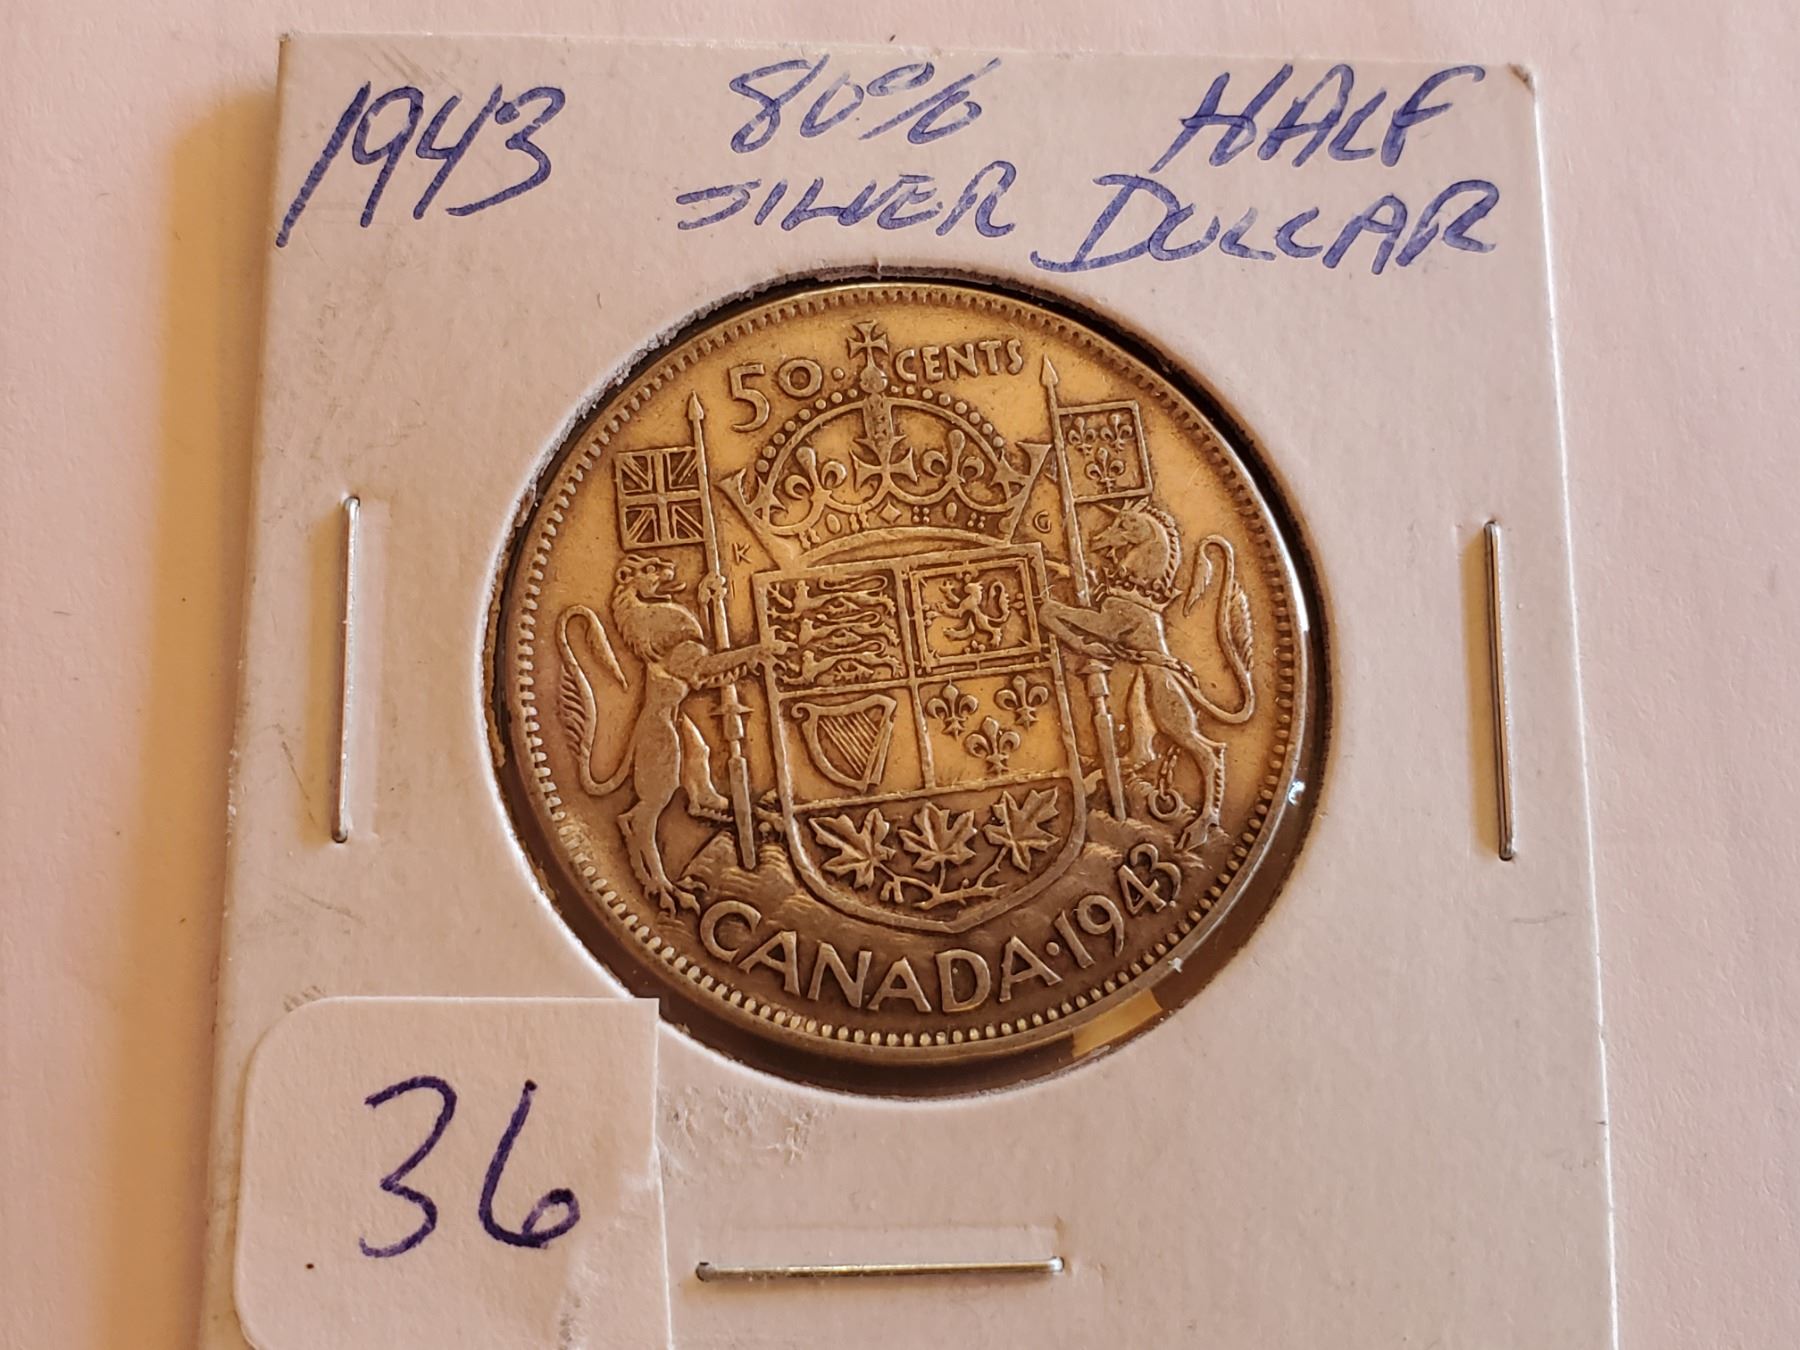 1943 80% HALF
SILVER DOLLAR
50·CENTS
K G
CANADA·1943
36